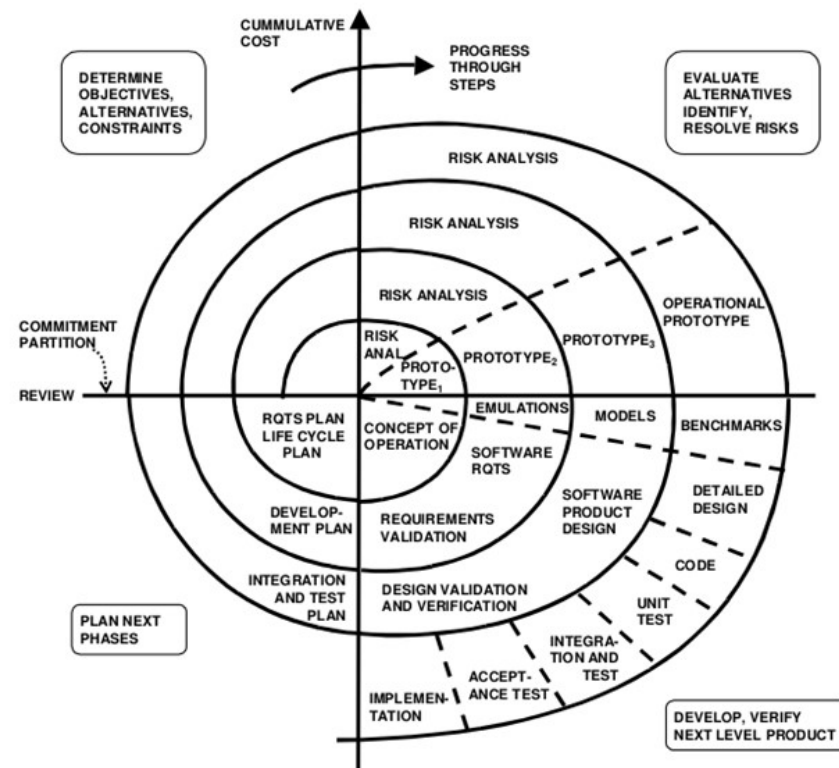 CUMMULATIVE
COST
PROGRESS
THROUGH
STEPS
DETERMINE
OBJECTIVES,
ALTERNATIVES,
CONSTRAINTS
EVALUATE
ALTERNATIVES
IDENTIFY,
RESOLVE RISKS
RISK ANALYSIS
RISK ANALYSIS
RISK ANALYSIS
RISK
ANAL.
OPERATIONAL
PROTOTYPE
PROTOTYPE3
PROTOTYPE2
PROTO-
TYPE1
COMMITMENT
PARTITION
REVIEW
RQTS PLAN
LIFE CYCLE
PLAN
CONCEPT OF
OPERATION
EMULATIONS
MODELS
BENCHMARKS
SOFTWARE
RQTS
SOFTWARE
PRODUCT
DESIGN
DETAILED
DESIGN
DEVELOP-
MENT PLAN
REQUIREMENTS
VALIDATION
CODE
INTEGRATION
AND TEST
PLAN
DESIGN VALIDATION
AND VERIFICATION
UNIT
TEST
INTEGRA-
TION AND
TEST
ACCEPT-
ANCE TEST
IMPLEMEN-
TATION
PLAN NEXT
PHASES
DEVELOP, VERIFY
NEXT LEVEL PRODUCT